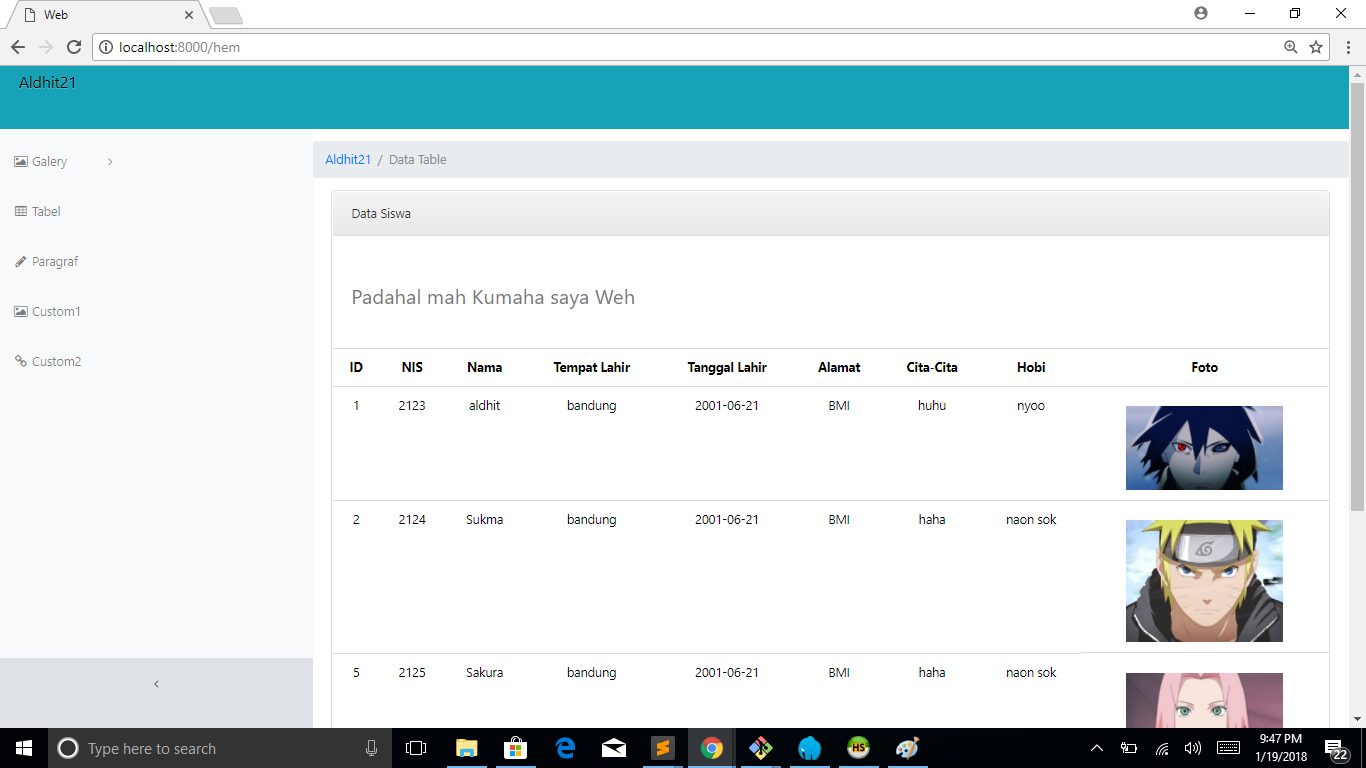 Web
localhost:8000/hem
Aldhit21
Galery
Tabel
Paragraf
Custom1
Custom2
Aldhit21 / Data Table
Data Siswa
Padahal mah Kumaha saya Weh
ID NIS Nama Tempat Lahir Tanggal Lahir Alamat Cita-Cita Hobi Foto
1 2123 aldhit bandung 2001-06-21 BMI huhu nyoo
2 2124 Sukma bandung 2001-06-21 BMI haha naon sok
5 2125 Sakura bandung 2001-06-21 BMI haha naon sok
Type here to search
HS
9:47 PM
1/19/2018
22